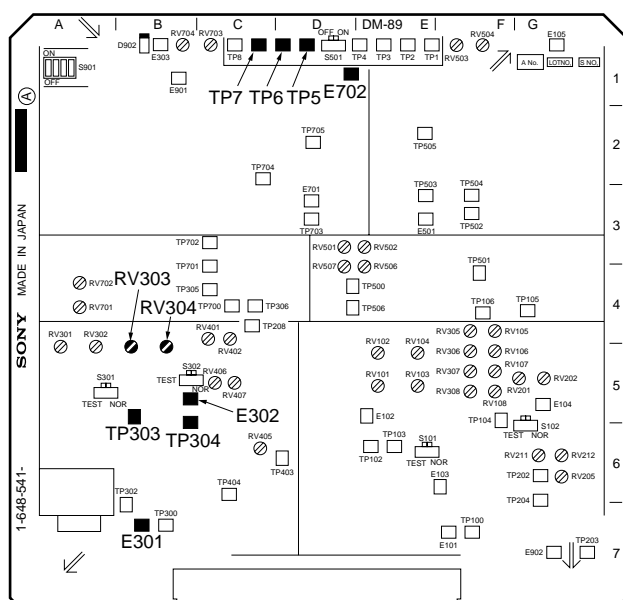 A B C D DM-89 E F G
D902 E303 RV704 RV703 OFF ON RV504 E105
ON
S901
OFF
TP8 S501 TP4 TP3 TP2 TP1 RV503
A No. LOTNO. S NO.
E901
TP7 TP6 TP5 E702
1
A
TP705 TP505
2
TP704
E701 TP503 TP504
TP703 E501 TP502
3
TP702 RV501 RV502
TP701 RV507 RV506 TP501
RV702 RV303 TP305 TP500
RV701 RV304 TP700 TP306 TP506 TP106 TP105
4
SONY MADE IN JAPAN
RV301 RV302 RV401 RV402 TP208 RV102 RV104 RV305 RV105
RV306 RV106
S302
TEST NOR RV406 RV407 RV101 RV103 RV307 RV107 RV202
S301 RV308 RV201
TEST NOR E302 RV108 E104
5
TP303 TP304 E102 TP104 S102
TEST NOR
RV405 TP102 TP103 S101 RV211 RV212
TEST NOR
TP403 E103 TP202 RV205
6
TP302 TP404 TP204
1-648-541-
TP300 TP100
E301 E101 E902 TP203
7